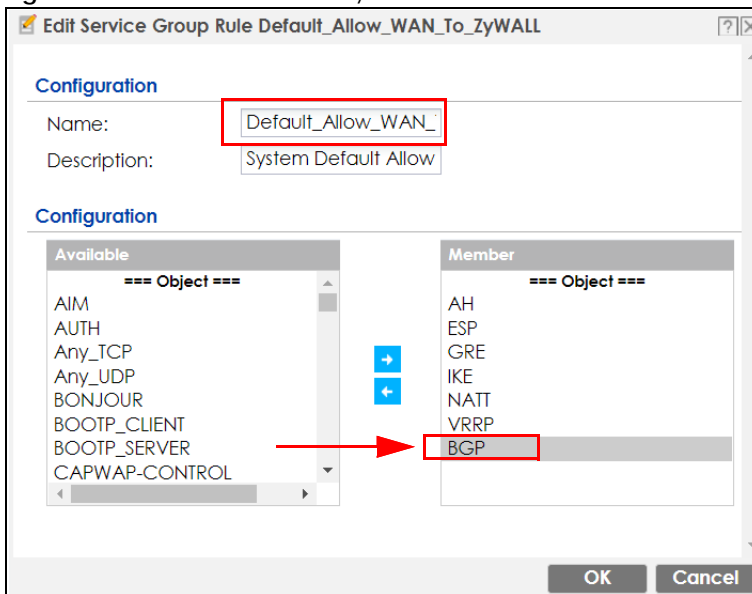 Edit Service Group Rule Default_Allow_WAN_To_ZyWALL
Configuration
Name: Default_Allow_WAN_
Description: System Default Allow
Configuration
Available
=== Object ===
AIM
AUTH
Any_TCP
Any_UDP
BONJOUR
BOOTP_CLIENT
BOOTP_SERVER
CAPWAP-CONTROL
Member
=== Object ===
AH
ESP
GRE
IKE
NATT
VRRP
BGP
OK Cancel